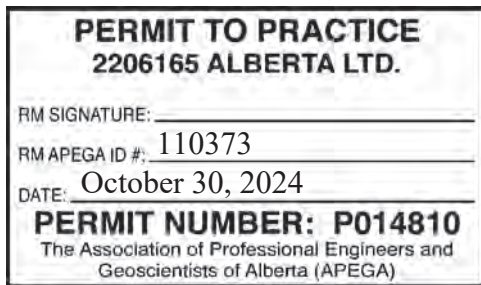 PERMIT TO PRACTICE
2206165 ALBERTA LTD.
RM SIGNATURE:
RM APEGA ID #: 110373
DATE: October 30, 2024
PERMIT NUMBER: P014810
The Association of Professional Engineers and
Geoscientists of Alberta (APEGA)